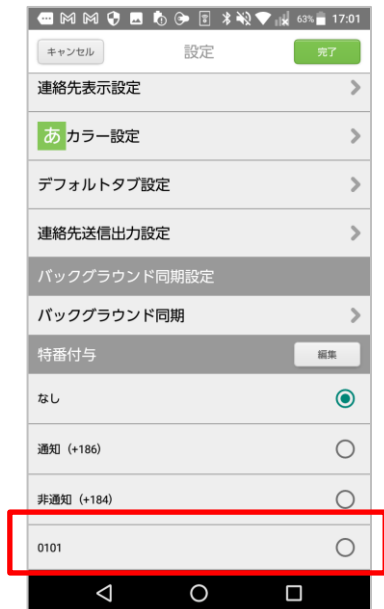 63% 17:01
キャンセル 設定 完了
連絡先表示設定
あ カラー設定
デフォルトタブ設定
連絡先送信出力設定
バックグラウンド同期設定
バックグラウンド同期
特番付与 編集
なし
通知（+186)
非通知（+184)
0101